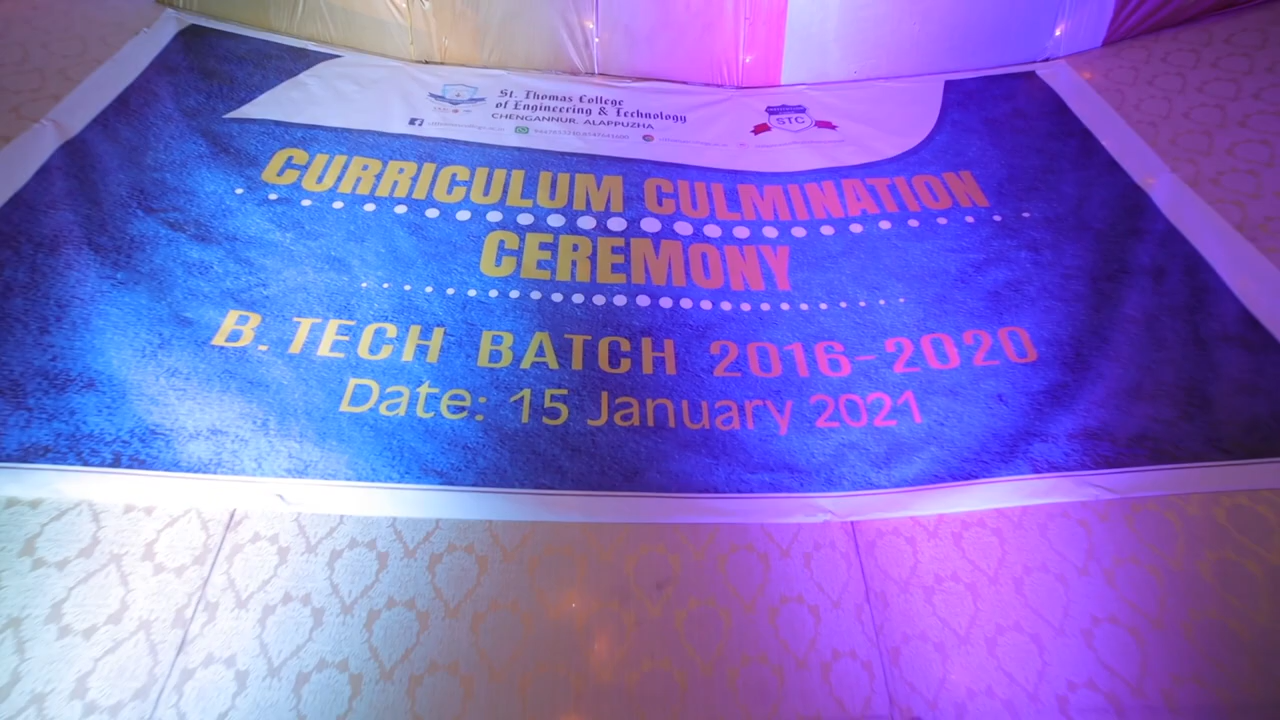 St. Thomas College
of Engineering & Technology
CHENGANNUR, ALAPPUZHA
STC
CURRICULUM CULMINATION
CEREMONY
B.TECH BATCH 2016-2020
Date: 15 January 2021